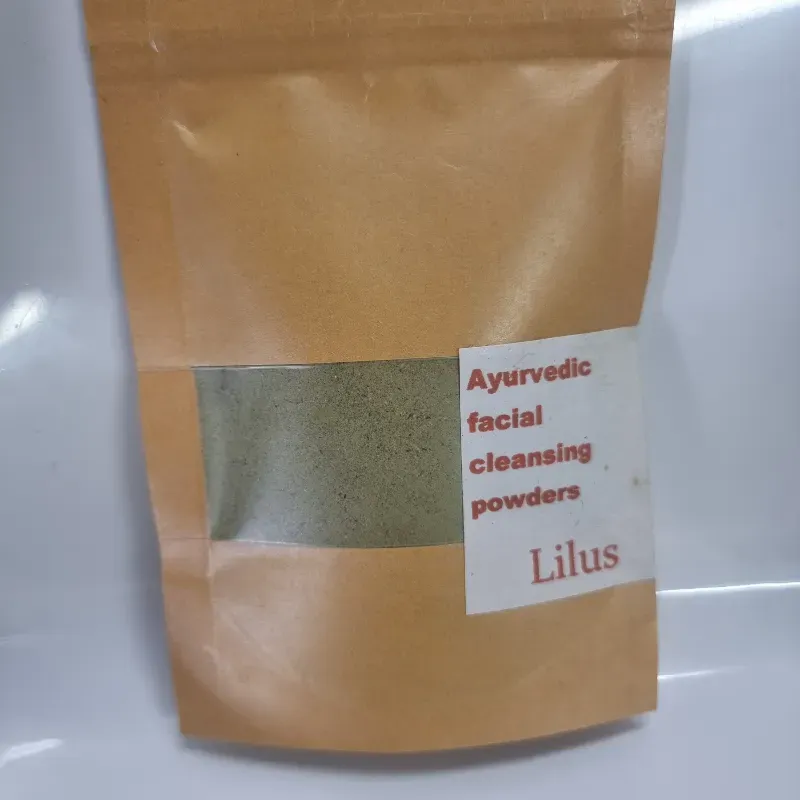 Ayurvedic
facial
cleansing
powders
Lilus